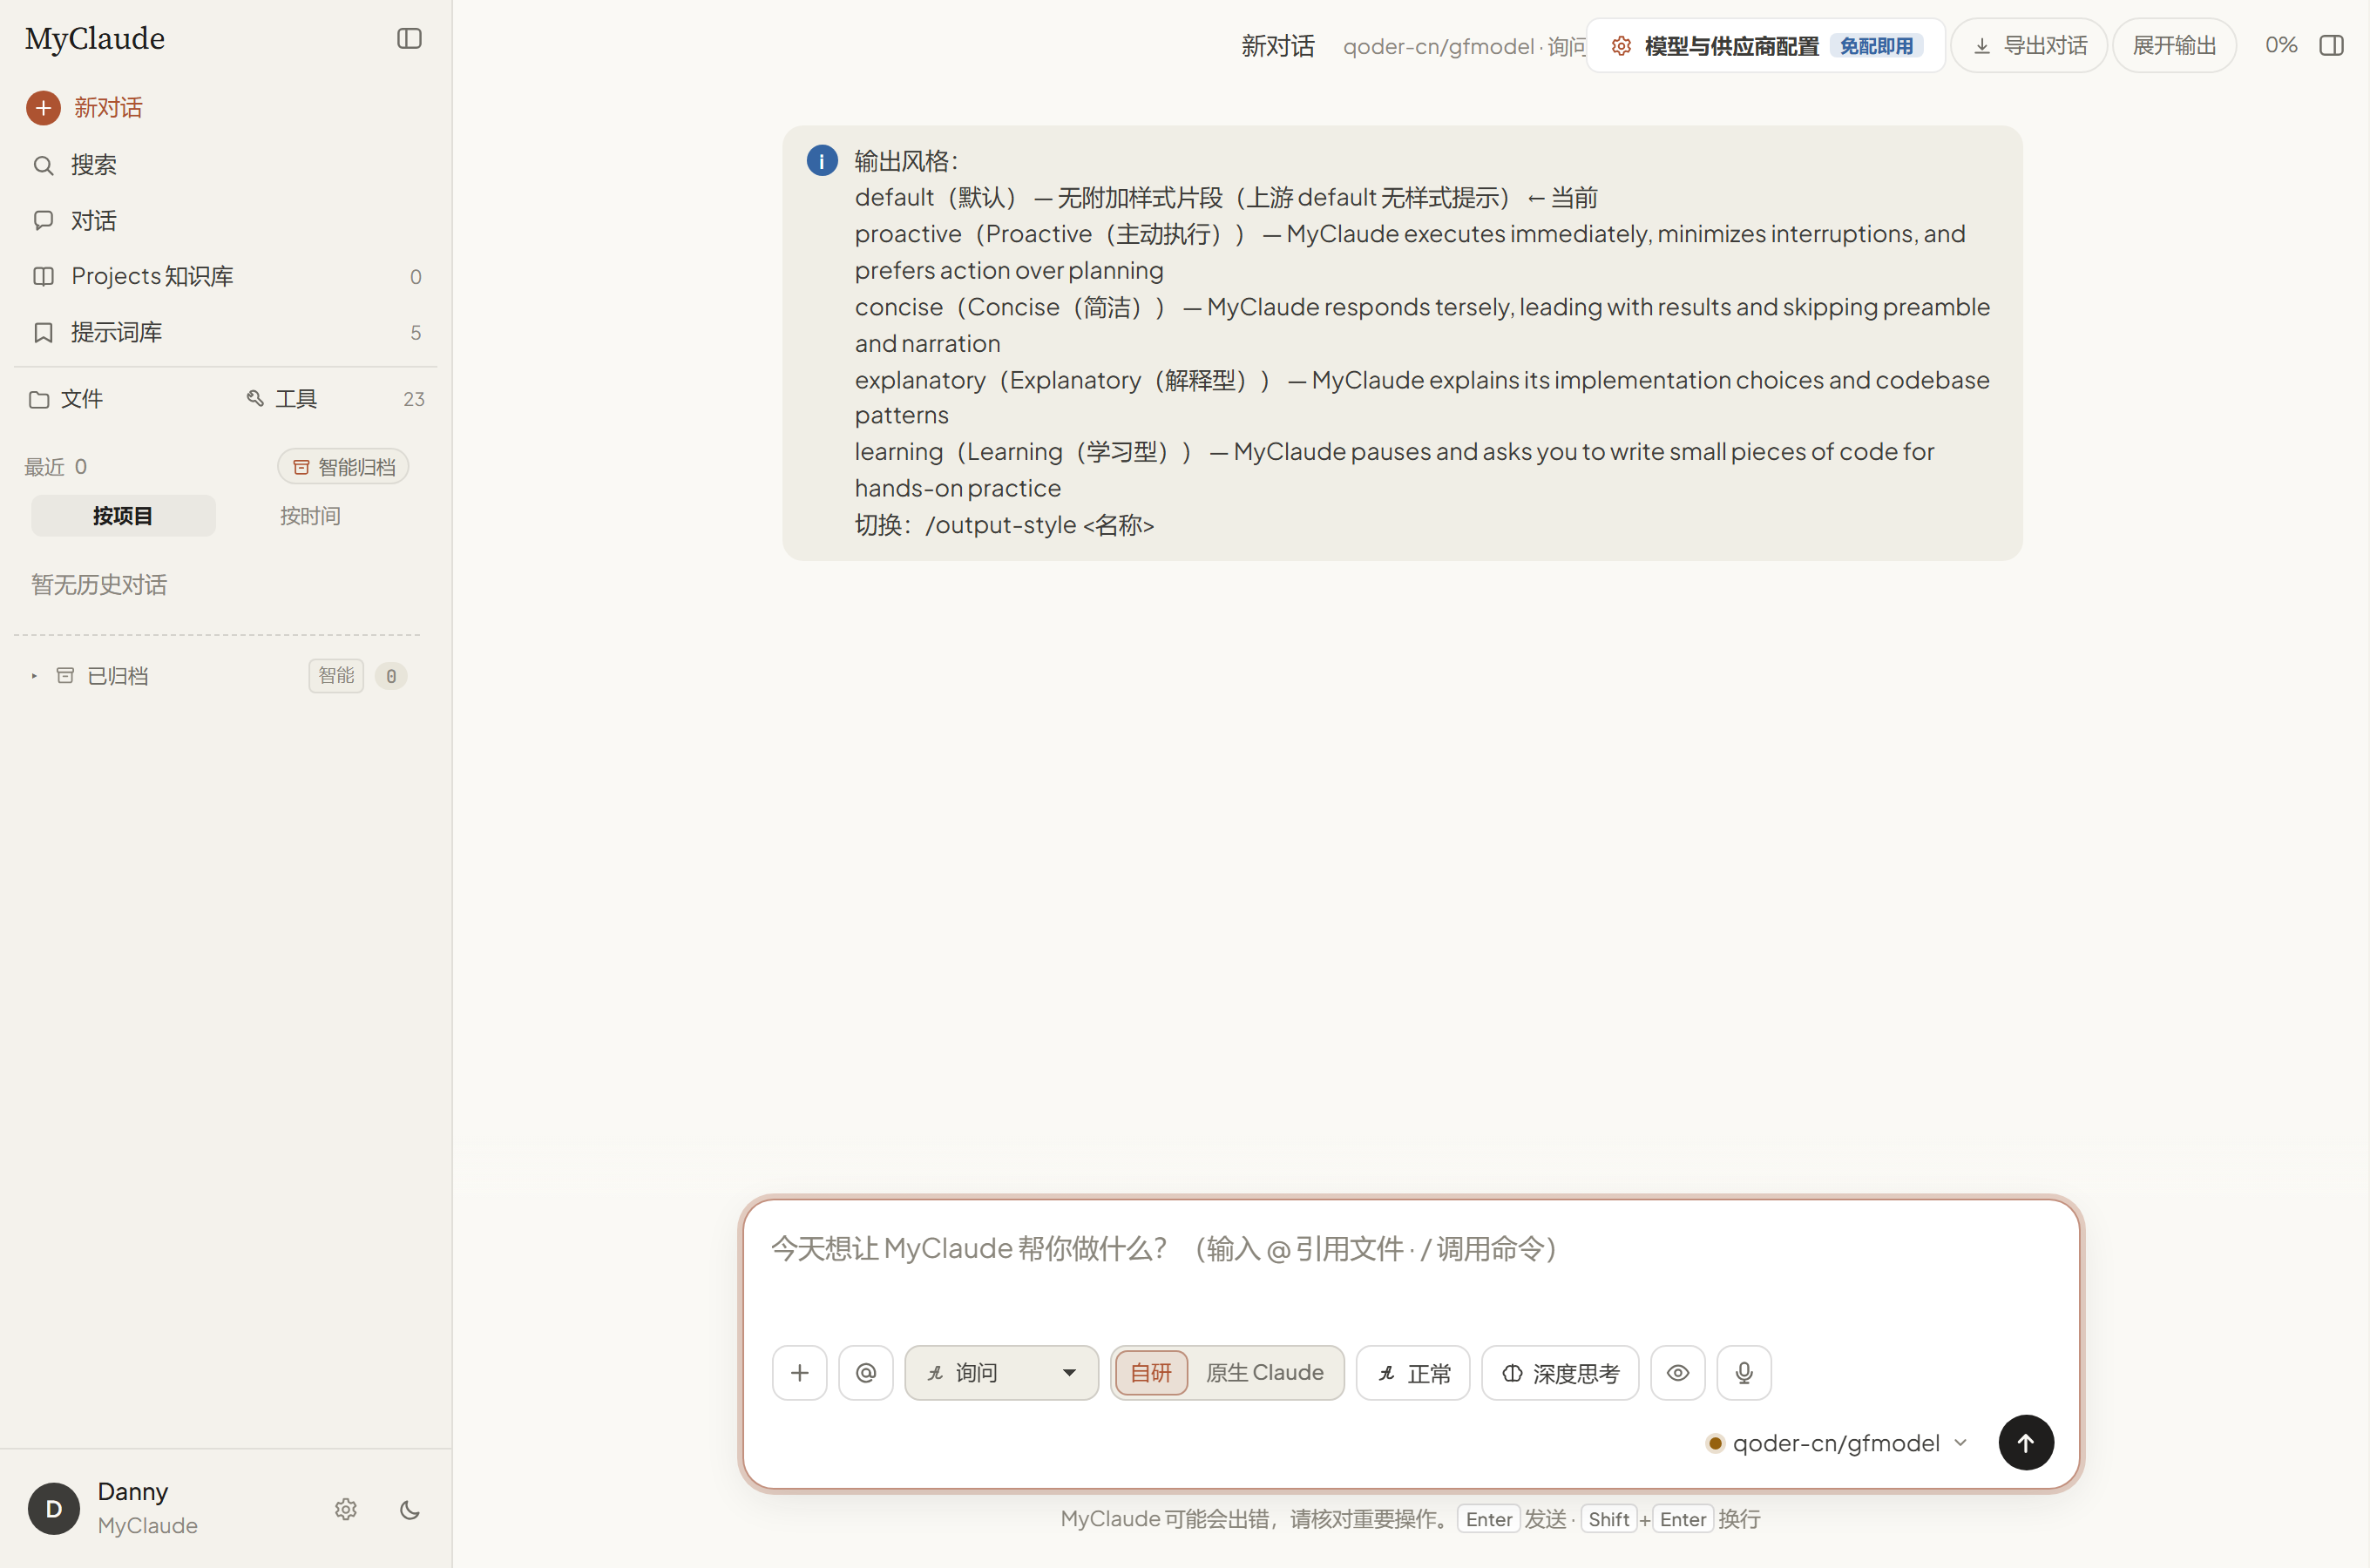 MyClaude
新对话
搜索
对话
Projects 知识库 0
提示词库 5
文件 工具 23
最近 0 智能归档
按项目 按时间
暂无历史对话
已归档 智能 0
Danny
MyClaude
D
新对话 qoder-cn/gfmodel · 询问 模型与供应商配置 免配即用 导出对话 展开输出 0%
输出风格：
default（默认） — 无附加样式片段（上游 default 无样式提示） ← 当前
proactive（Proactive（主动执行）） — MyClaude executes immediately, minimizes interruptions, and
prefers action over planning
concise（Concise（简洁）） — MyClaude responds tersely, leading with results and skipping preamble
and narration
explanatory（Explanatory（解释型）） — MyClaude explains its implementation choices and codebase
patterns
learning（Learning（学习型）） — MyClaude pauses and asks you to write small pieces of code for
hands-on practice
切换：/output-style <名称>
今天想让 MyClaude 帮你做什么？（输入 @ 引用文件 · / 调用命令）
询问 自研 原生 Claude 正常 深度思考
qoder-cn/gfmodel
MyClaude 可能会出错，请核对重要操作。 Enter 发送 · Shift + Enter 换行